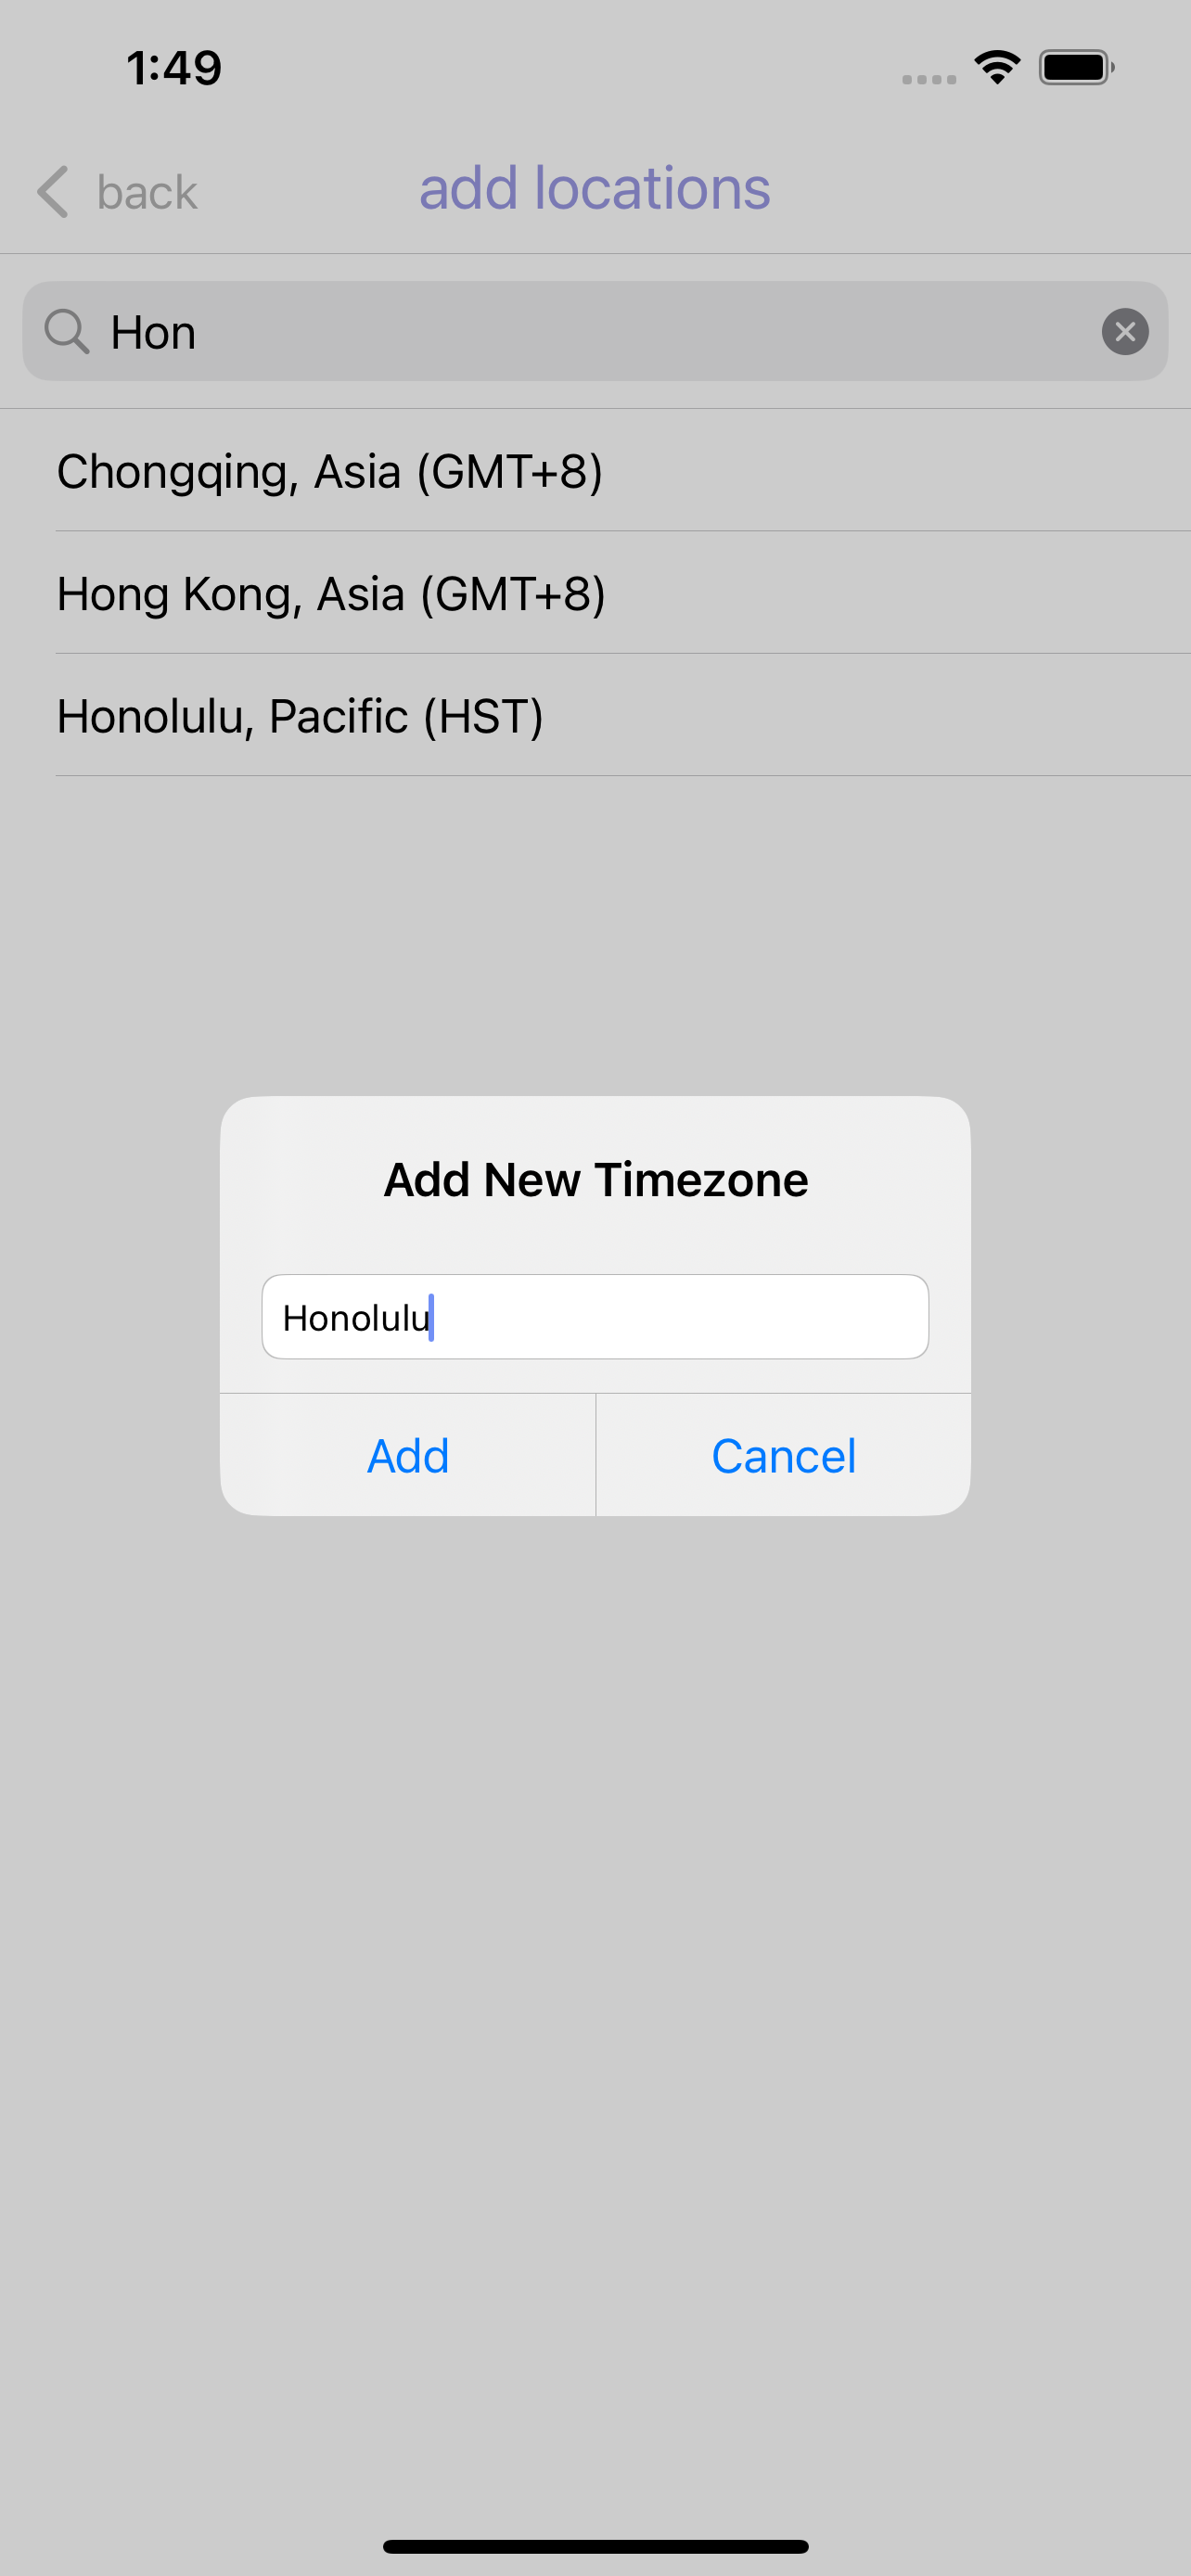 1:49
back
add locations
Hon
Chongqing, Asia (GMT+8)
Hong Kong, Asia (GMT+8)
Honolulu, Pacific (HST)
Add New Timezone
Honolulu
Add
Cancel